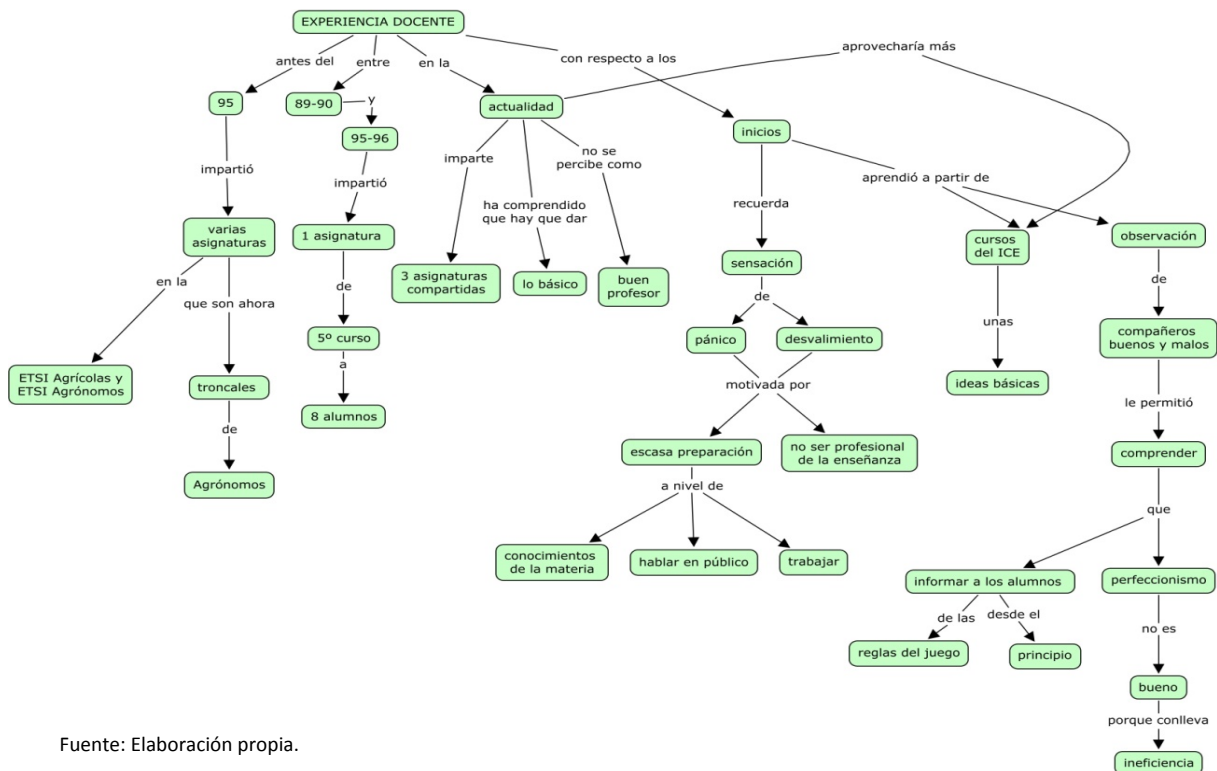 EXPERIENCIA DOCENTE
aprovecharía más
antes del
entre
en la
con respecto a los
95
89-90
y
actualidad
inicios
95-96
impartió
impartió
imparte
no se
percibe como
aprendió a partir de
ha comprendido
que hay que dar
recuerda
varias
asignaturas
1 asignatura
cursos
del ICE
observación
sensación
3 asignaturas
compartidas
lo básico
buen
profesor
en la
que son ahora
de
de
de
unas
5º curso
pánico
desvalimiento
compañeros
buenos y malos
ETSI Agrícolas y
ETSI Agrónomos
troncales
a
motivada por
ideas básicas
8 alumnos
le permitió
de
escasa preparación
no ser profesional
de la enseñanza
comprender
Agrónomos
a nivel de
que
conocimientos
de la materia
hablar en público
trabajar
informar a los alumnos
perfeccionismo
de las
desde el
no es
reglas del juego
principio
bueno
porque conlleva
ineficiencia
Fuente: Elaboración propia.